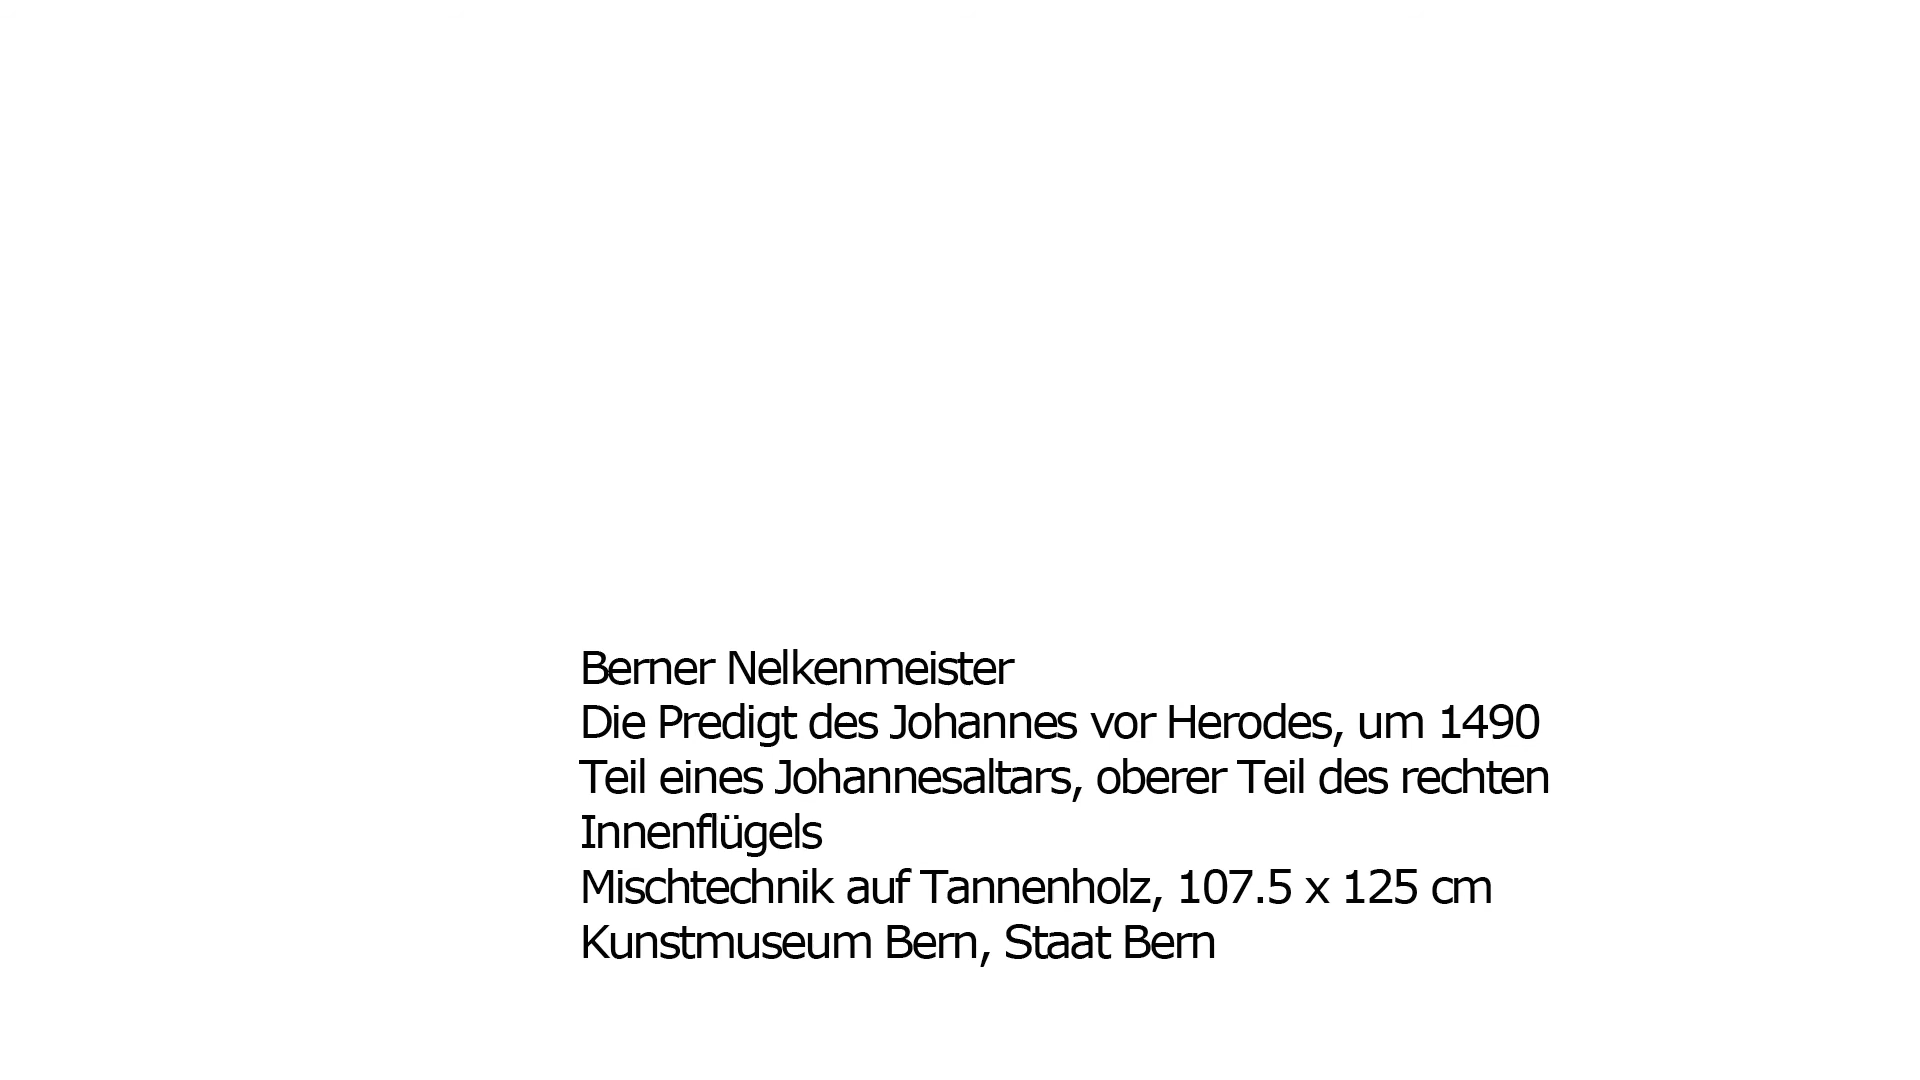 Berner Nelkenmeister
Die Predigt des Johannes vor Herodes, um 1490
Teil eines Johannesaltars, oberer Teil des rechten
Innenflügels
Mischtechnik auf Tannenholz, 107.5 x 125 cm
Kunstmuseum Bern, Staat Bern